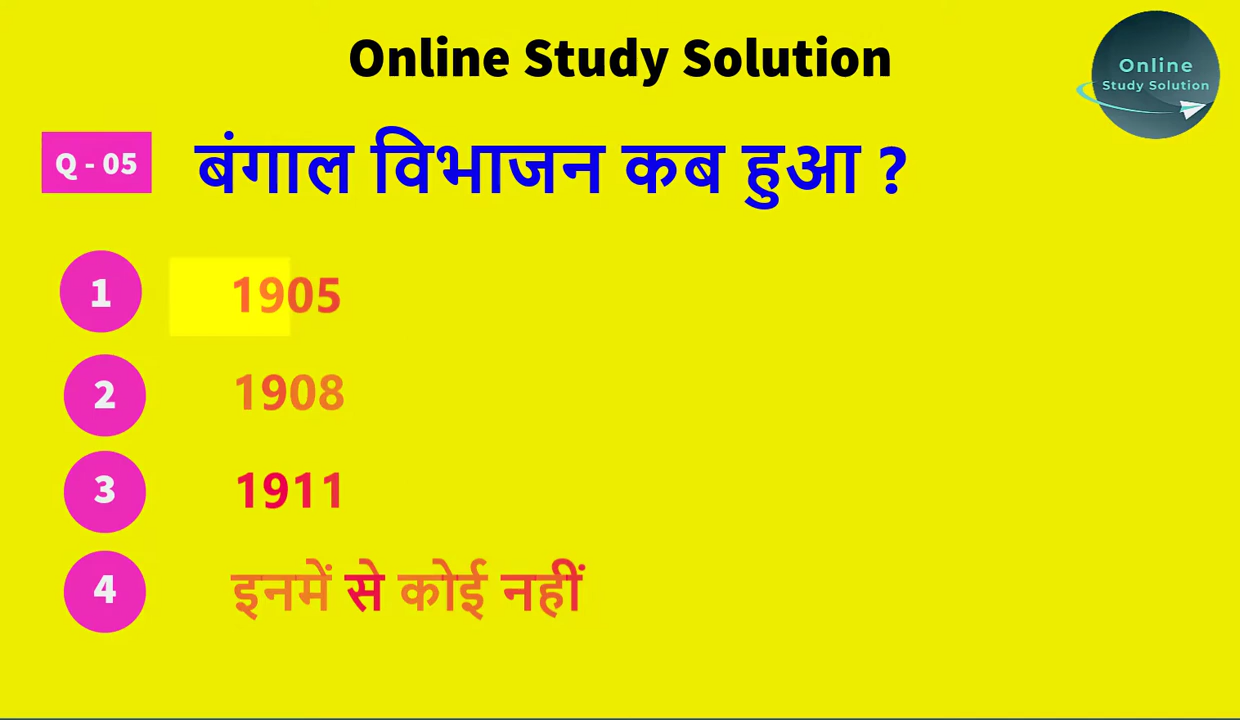 Online Study Solution
Online
Study Solution
Q - 05 बंगाल विभाजन कब हुआ ?
1 1905
2 1908
3 1911
4 इनमें से कोई नहीं